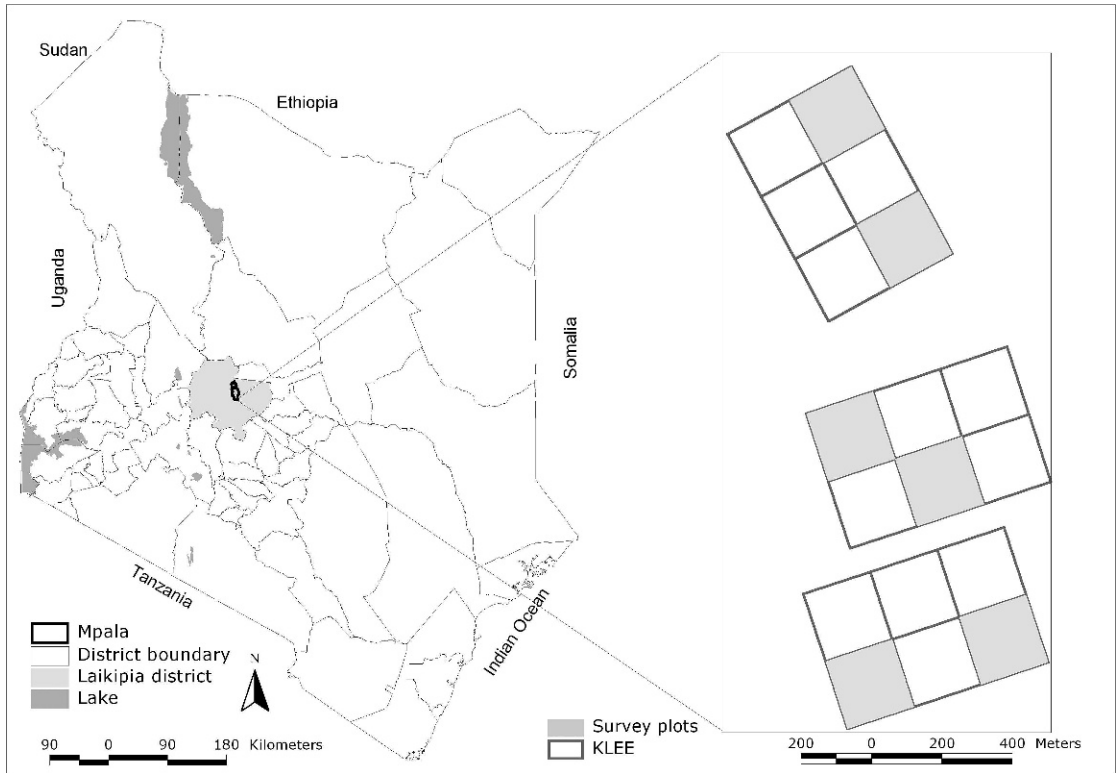 Sudan
Ethiopia
Uganda
Somalia
Tanzania
Indian Ocean
Mpala
District boundary
Laikipia district
Lake
N
90 0 90 180 Kilometers
Survey plots
KLEE
200 0 200 400 Meters